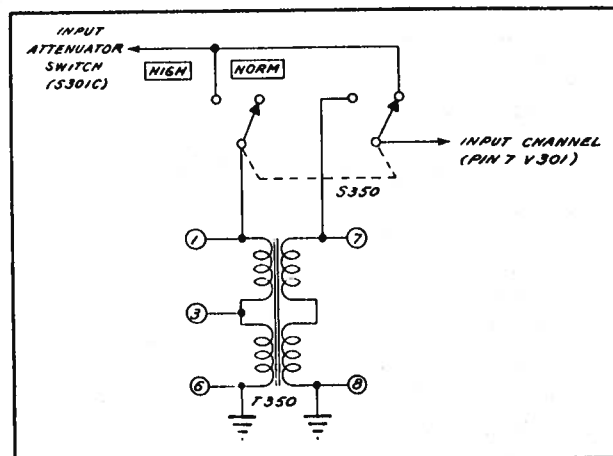 INPUT
ATTENUATOR
SWITCH
(S301C)
HIGH
NORM
INPUT CHANNEL
(PIN 7 V301)
S350
1
7
3
6
8
T350